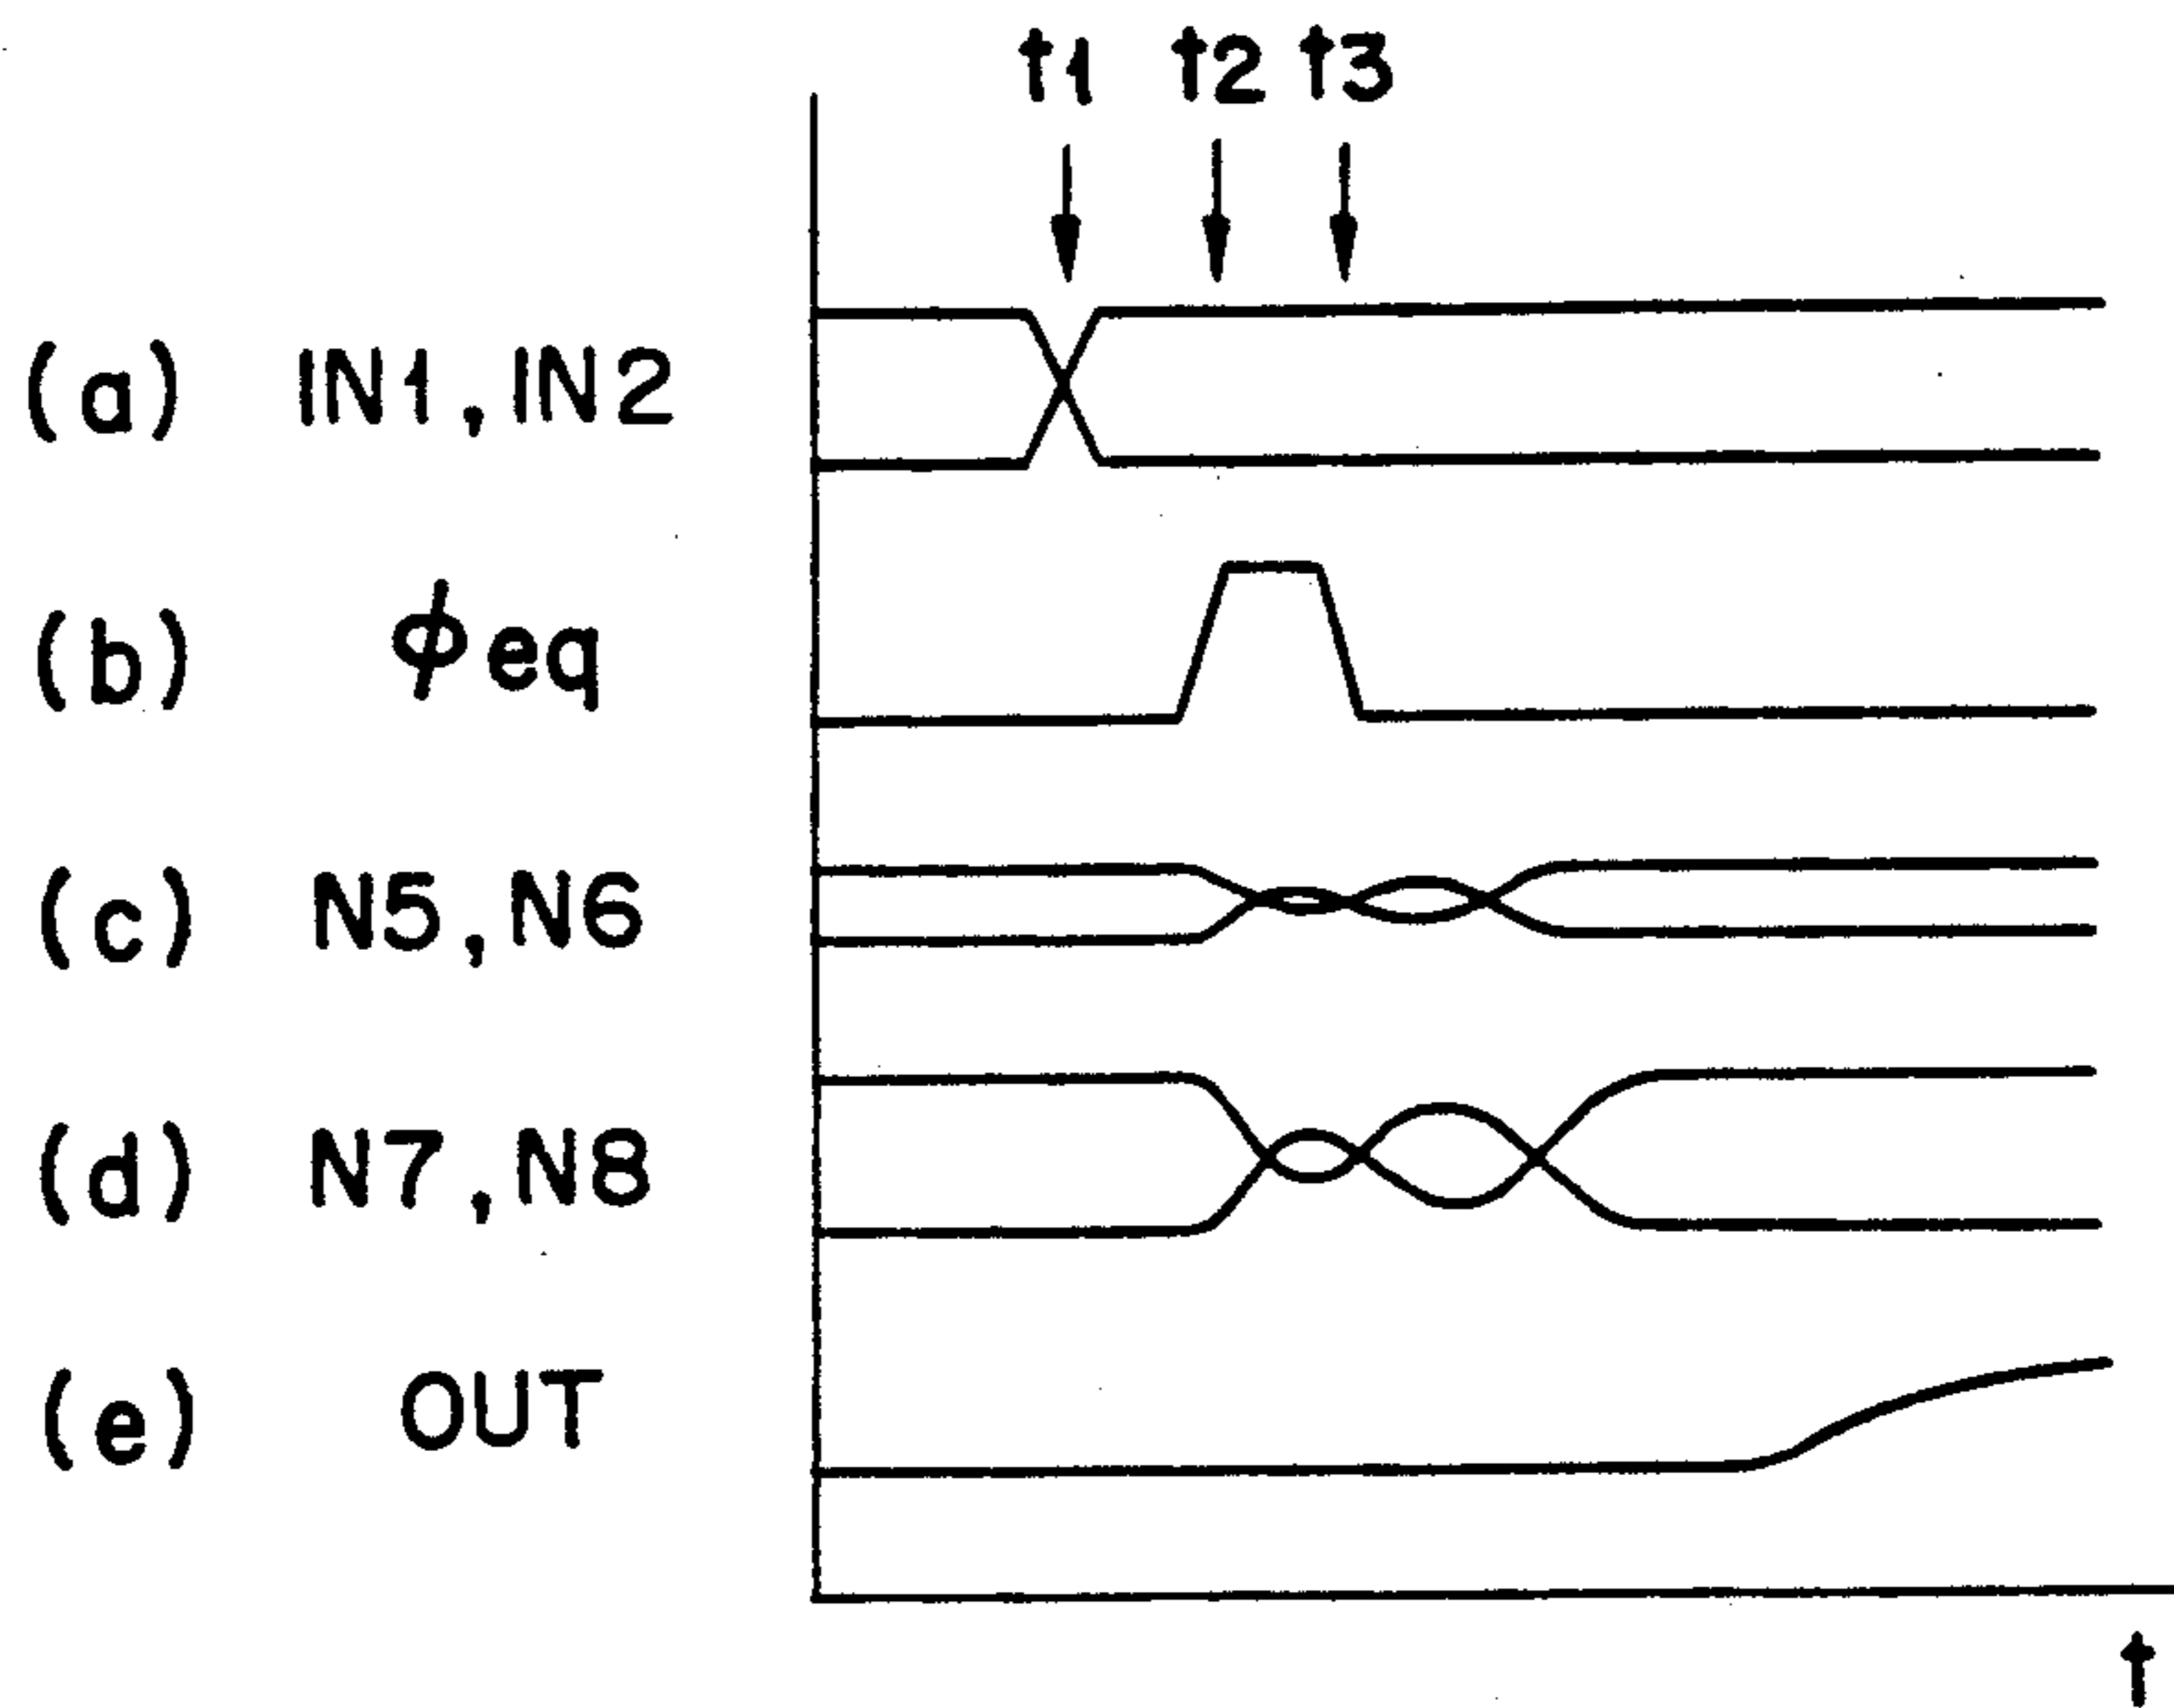 t1 t2 t3
(a) IN1, IN2
(b) ϕeq
(c) N5, N6
(d) N7, N8
(e) OUT
t